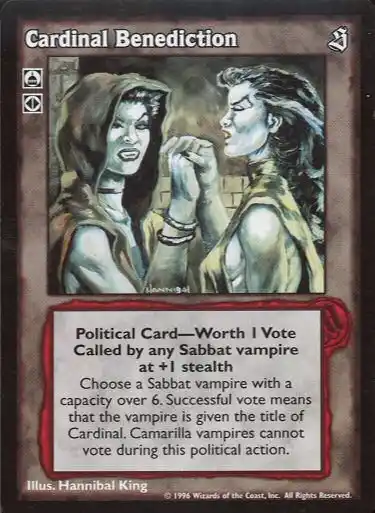 Cardinal Benediction
HANNIBAL
Political Card—Worth 1 Vote
Called by any Sabbat vampire
at +1 stealth
Choose a Sabbat vampire with a
capacity over 6. Successful vote means
that the vampire is given the title of
Cardinal. Camarilla vampires cannot
vote during this political action.
Illus. Hannibal King
© 1996 Wizards of the Coast, Inc. All Rights Reserved.